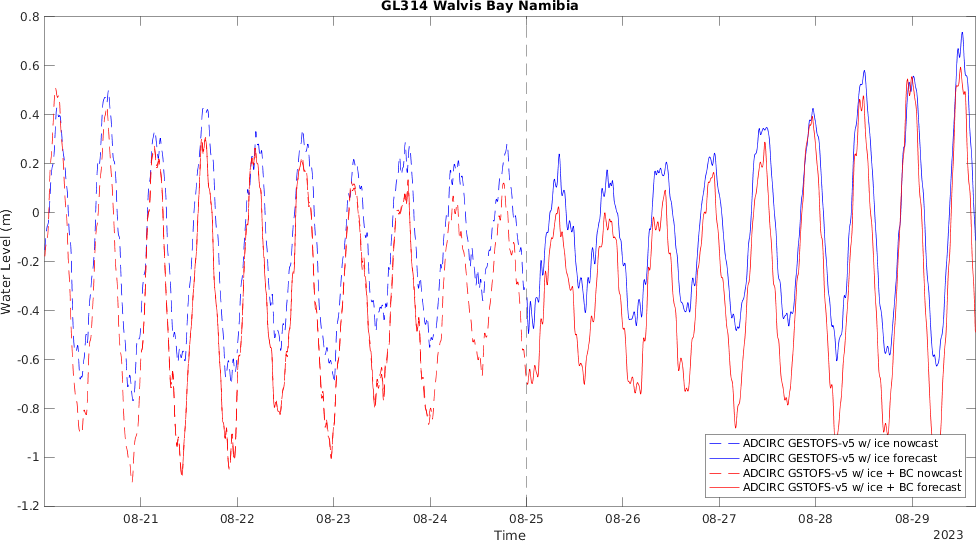 GL314 Walvis Bay Namibia
0.8
0.6
0.4
0.2
0
-0.2
-0.4
-0.6
-0.8
-1
-1.2
Water Level (m)
ADCIRC GESTOFS-v5 w/ ice nowcast
ADCIRC GESTOFS-v5 w/ ice forecast
ADCIRC GSTOFS-v5 w/ ice + BC nowcast
ADCIRC GSTOFS-v5 w/ ice + BC forecast
08-21 08-22 08-23 08-24 08-25 08-26 08-27 08-28 08-29
Time
2023